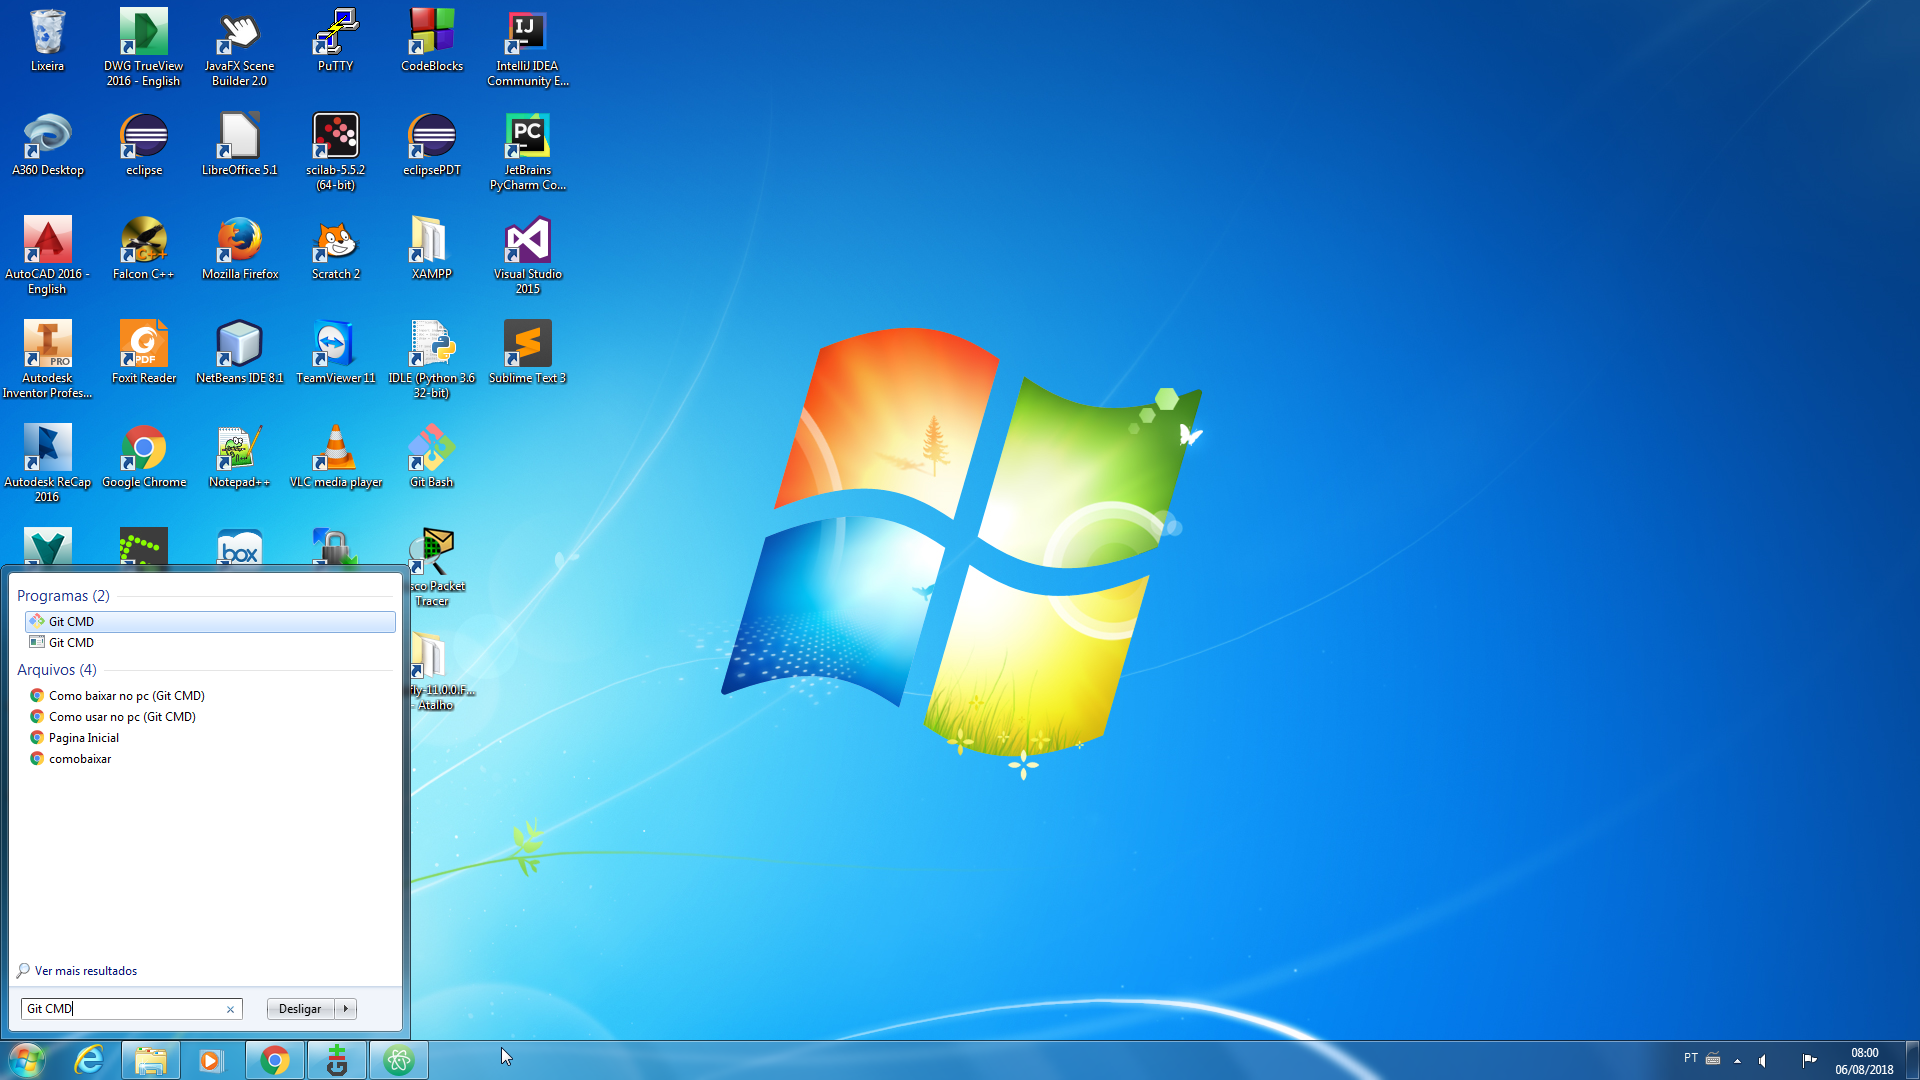 Lixeira
DWG TrueView
2016 - English
JavaFX Scene
Builder 2.0
PuTTY
CodeBlocks
IntelliJ IDEA
Community E...
A360 Desktop
eclipse
LibreOffice 5.1
scilab-5.5.2
(64-bit)
eclipsePDT
JetBrains
PyCharm Co...
AutoCAD 2016 -
English
Falcon C++
Mozilla Firefox
Scratch 2
XAMPP
Visual Studio
2015
Autodesk
Inventor Profes...
Foxit Reader
NetBeans IDE 8.1
TeamViewer 11
IDLE (Python 3.6
32-bit)
Sublime Text 3
Autodesk ReCap
2016
Google Chrome
Notepad++
VLC media player
Git Bash
box
sco Packet
Tracer
fly-11.0.0.F...
- Atalho
IJ
PC
C++
PRO
PDF
Programas (2)
Git CMD
Git CMD
Arquivos (4)
Como baixar no pc (Git CMD)
Como usar no pc (Git CMD)
Pagina Inicial
comobaixar
Ver mais resultados
Git CMD
Desligar
PT
08:00
06/08/2018